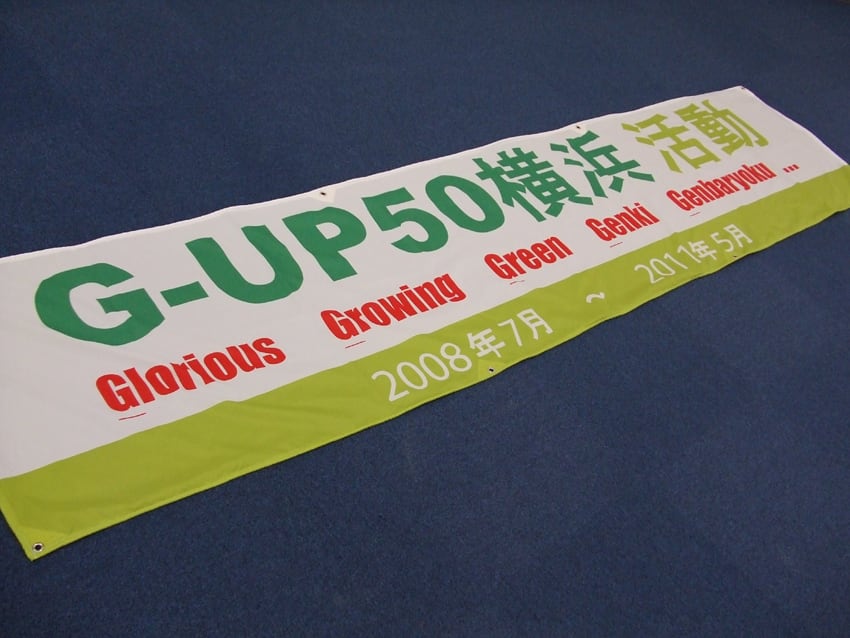 G-UP50横浜活動
Glorious Growing Green Genki Genbaryoku ...
2008年7月 ~ 2011年5月